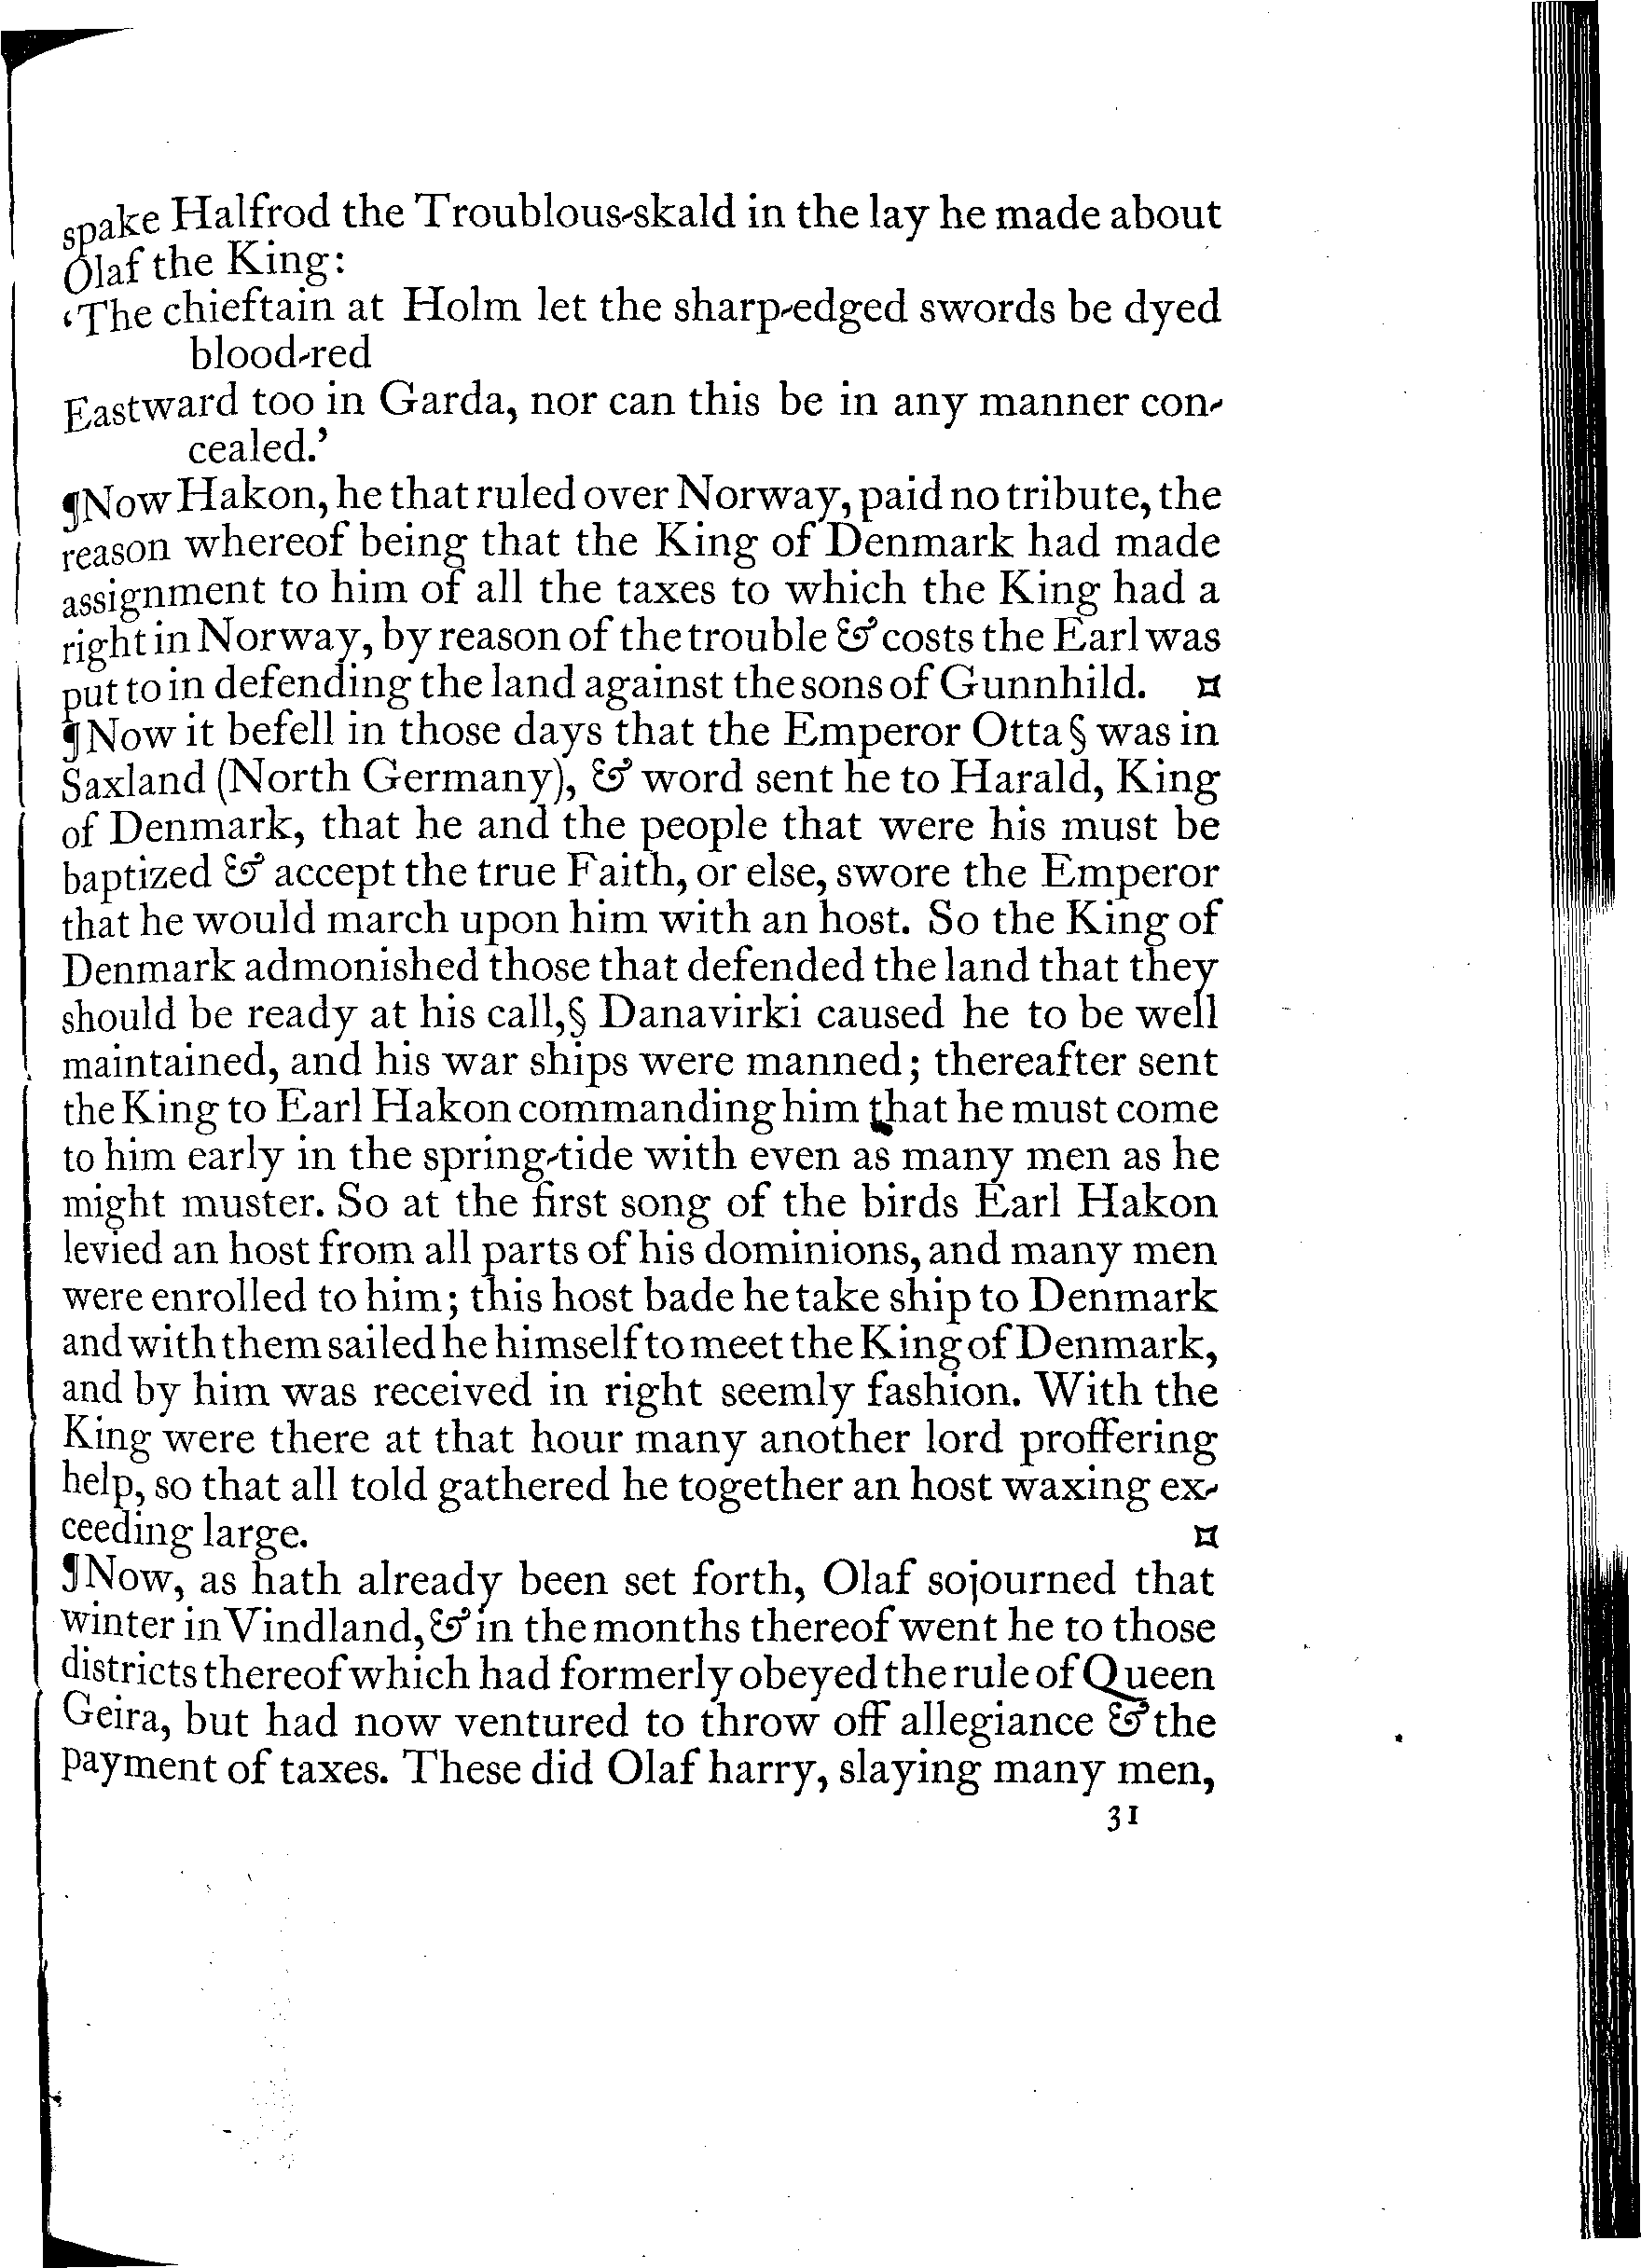 spake Halfrod the Troublous-skald in the lay he made about
Olaf the King:
‘The chieftain at Holm let the sharp-edged swords be dyed
blood-red
Eastward too in Garda, nor can this be in any manner con-
cealed.’
¶Now Hakon, he that ruled over Norway, paid no tribute, the
reason whereof being that the King of Denmark had made
assignment to him of all the taxes to which the King had a
right in Norway, by reason of the trouble & costs the Earl was
put to in defending the land against the sons of Gunnhild. ¤
¶Now it befell in those days that the Emperor Otta§ was in
Saxland (North Germany), & word sent he to Harald, King
of Denmark, that he and the people that were his must be
baptized & accept the true Faith, or else, swore the Emperor
that he would march upon him with an host. So the King of
Denmark admonished those that defended the land that they
should be ready at his call,§ Danavirki caused he to be well
maintained, and his war ships were manned; thereafter sent
the King to Earl Hakon commanding him that he must come
to him early in the spring-tide with even as many men as he
might muster. So at the first song of the birds Earl Hakon
levied an host from all parts of his dominions, and many men
were enrolled to him; this host bade he take ship to Denmark
and with them sailed he himself to meet the King of Denmark,
and by him was received in right seemly fashion. With the
King were there at that hour many another lord proffering
help, so that all told gathered he together an host waxing ex-
ceeding large. ¤
¶Now, as hath already been set forth, Olaf sojourned that
winter in Vindland, & in the months thereof went he to those
districts thereof which had formerly obeyed the rule of Queen
Geira, but had now ventured to throw off allegiance & the
payment of taxes. These did Olaf harry, slaying many men,
31